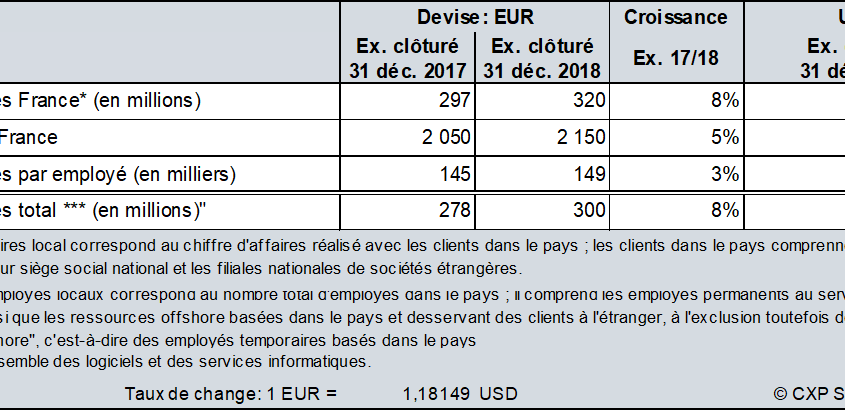 Devise: EUR Croissance U
Ex. clôturé Ex. clôturé Ex. 17/18 Ex.
31 déc. 2017 31 déc. 2018 31 dé
es France* (en millions) 297 320 8%
France 2 050 2 150 5%
es par employé (en milliers) 145 149 3%
es total *** (en millions)" 278 300 8%
ires local correspond au chiffre d'affaires réalisé avec les clients dans le pays ; les clients dans le pays comprenn
ur siège social national et les filiales nationales de sociétés étrangères.
mployés locaux correspond au nombre total d'employés dans le pays ; il comprend les employés permanents au serv
si que les ressources offshore basées dans le pays et desservant des clients à l'étranger, à l'exclusion toutefois d
hore", c'est-à-dire des employés temporaires basés dans le pays
semble des logiciels et des services informatiques.
Taux de change: 1 EUR = 1,18149 USD © CXP S